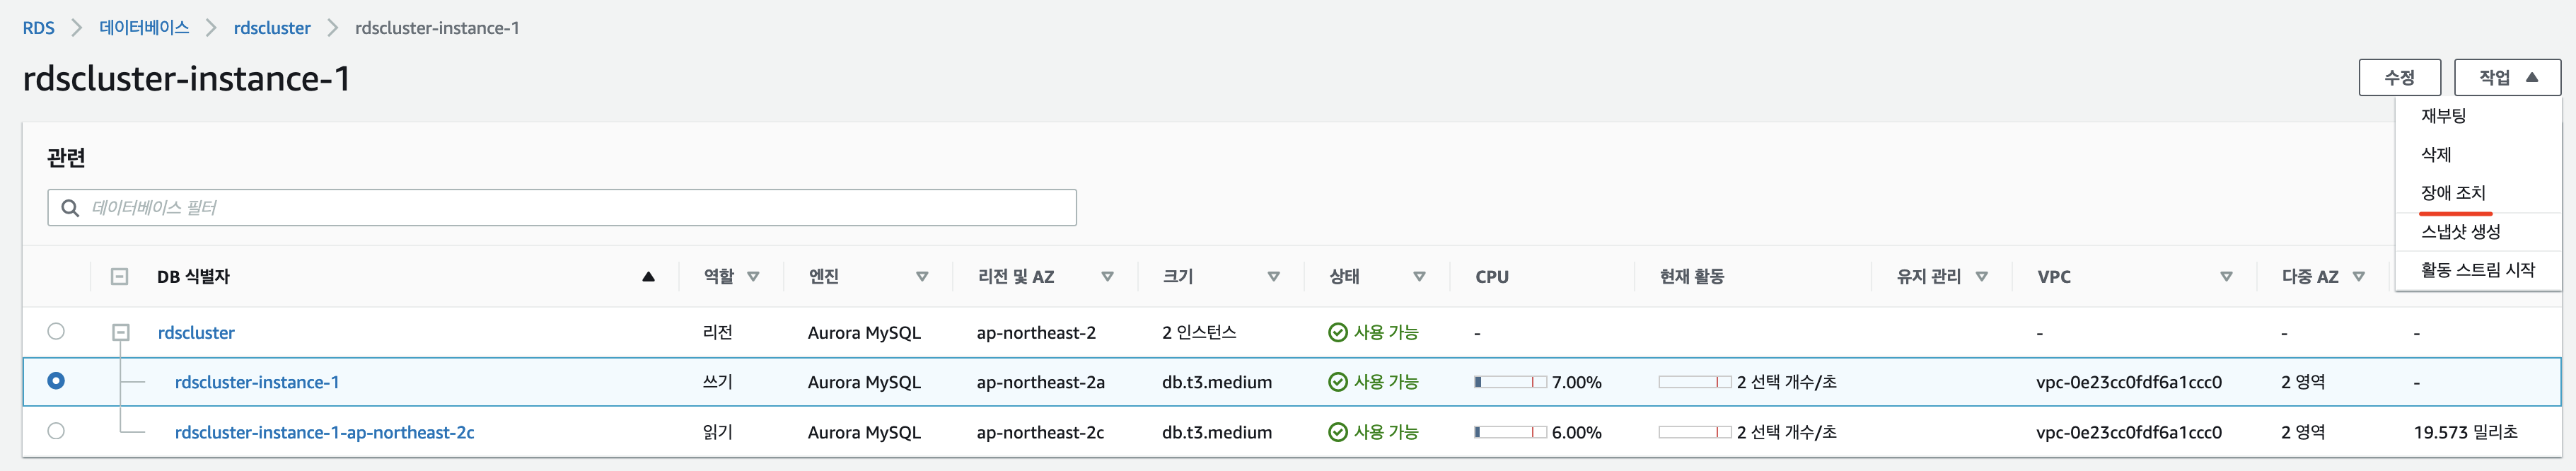 RDS > 데이터베이스 > rdscluster > rdscluster-instance-1
rdscluster-instance-1
수정 작업
재부팅
삭제
장애 조치
스냅샷 생성
활동 스트림 시작
관련
데이터베이스 필터
DB 식별자 역할 엔진 리전 및 AZ 크기 상태 CPU 현재 활동 유지 관리 VPC 다중 AZ
rdscluster 리전 Aurora MySQL ap-northeast-2 2 인스턴스 사용 가능 - - - -
rdscluster-instance-1 쓰기 Aurora MySQL ap-northeast-2a db.t3.medium 사용 가능 7.00% 2 선택 개수/초 vpc-0e23cc0fdf6a1ccc0 2 영역 -
rdscluster-instance-1-ap-northeast-2c 읽기 Aurora MySQL ap-northeast-2c db.t3.medium 사용 가능 6.00% 2 선택 개수/초 vpc-0e23cc0fdf6a1ccc0 2 영역 19.573 밀리초